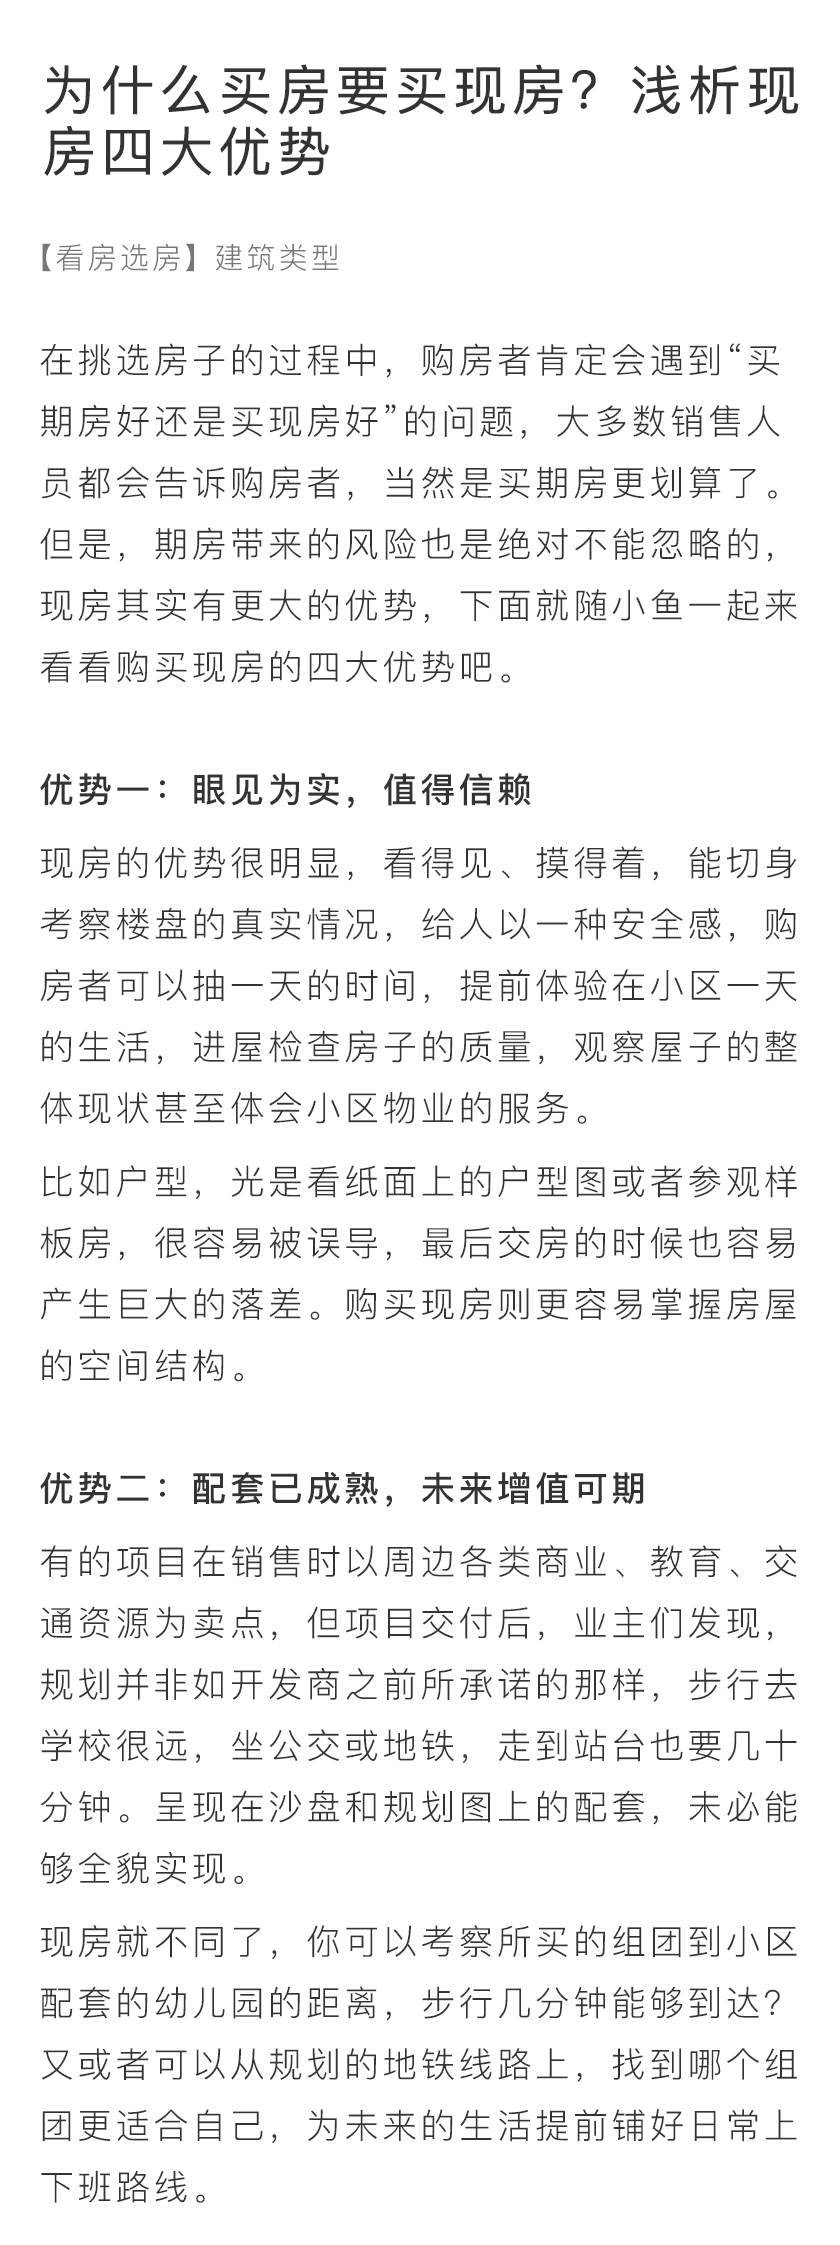 为什么买房要买现房？浅析现
房四大优势
【看房选房】建筑类型
在挑选房子的过程中，购房者肯定会遇到“买
期房好还是买现房好”的问题，大多数销售人
员都会告诉购房者，当然是买期房更划算了。
但是，期房带来的风险也是绝对不能忽略的，
现房其实有更大的优势，下面就随小鱼一起来
看看购买现房的四大优势吧。
优势一：眼见为实，值得信赖
现房的优势很明显，看得见、摸得着，能切身
考察楼盘的真实情况，给人以一种安全感，购
房者可以抽一天的时间，提前体验在小区一天
的生活，进屋检查房子的质量，观察屋子的整
体现状甚至体会小区物业的服务。
比如户型，光是看纸面上的户型图或者参观样
板房，很容易被误导，最后交房的时候也容易
产生巨大的落差。购买现房则更容易掌握房屋
的空间结构。
优势二：配套已成熟，未来增值可期
有的项目在销售时以周边各类商业、教育、交
通资源为卖点，但项目交付后，业主们发现，
规划并非如开发商之前所承诺的那样，步行去
学校很远，坐公交或地铁，走到站台也要几十
分钟。呈现在沙盘和规划图上的配套，未必能
够全貌实现。
现房就不同了，你可以考察所买的组团到小区
配套的幼儿园的距离，步行几分钟能够到达？
又或者可以从规划的地铁线路上，找到哪个组
团更适合自己，为未来的生活提前铺好日常上
下班路线。